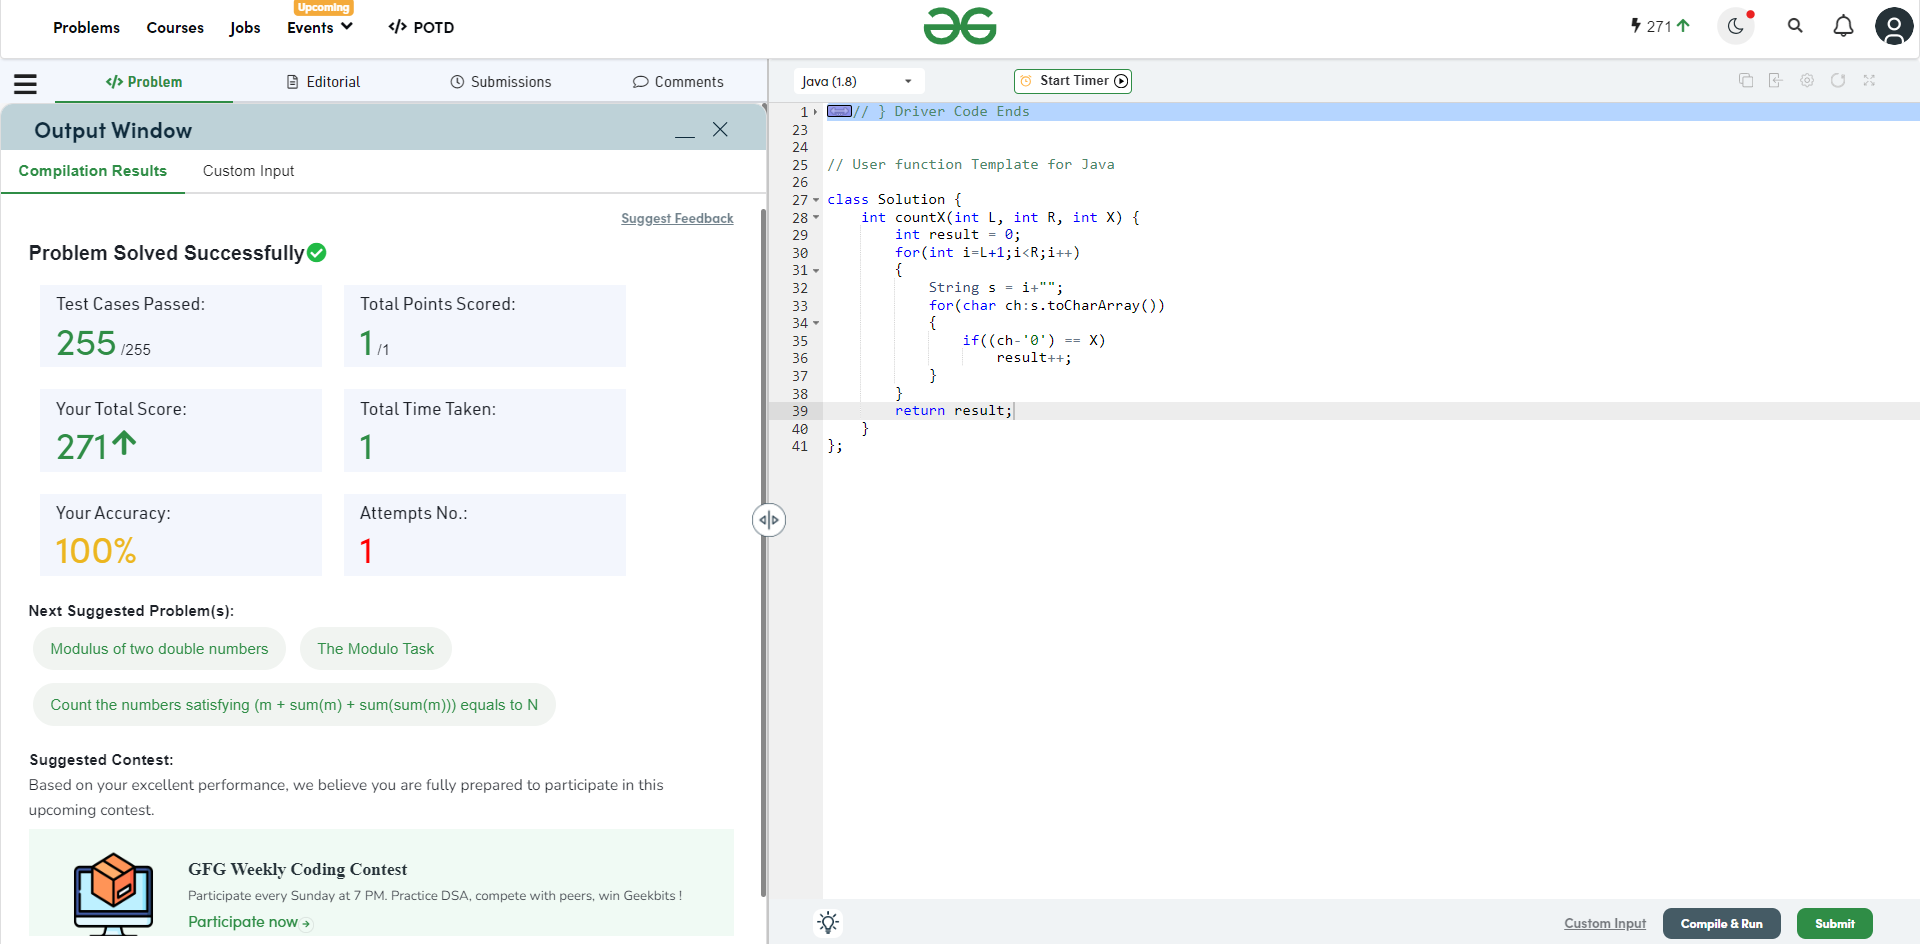 Problems Courses Jobs Upcoming Events </> POTD
271
</> Problem Editorial Submissions Comments
Output Window
Compilation Results Custom Input
Suggest Feedback
Problem Solved Successfully
Test Cases Passed:
255 /255
Total Points Scored:
1 /1
Your Total Score:
271
Total Time Taken:
1
Your Accuracy:
100%
Attempts No.:
1
Next Suggested Problem(s):
Modulus of two double numbers
The Modulo Task
Count the numbers satisfying (m + sum(m) + sum(sum(m))) equals to N
Suggested Contest:
Based on your excellent performance, we believe you are fully prepared to participate in this
upcoming contest.
GFG Weekly Coding Contest
Participate every Sunday at 7 PM. Practice DSA, compete with peers, win Geekbits !
Participate now
Java (1.8)
Start Timer
1 // } Driver Code Ends
23
24
25 // User function Template for Java
26
27 class Solution {
28 int countX(int L, int R, int X) {
29 int result = 0;
30 for(int i=L+1;i<R;i++)
31 {
32 String s = i+"";
33 for(char ch:s.toCharArray())
34 {
35 if((ch-'0') == X)
36 result++;
37 }
38 }
39 return result;
40 }
41 };
Custom Input Compile & Run Submit